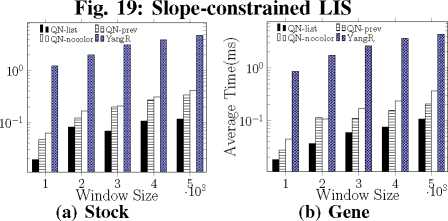 Fig. 19: Slope-constrained LIS
QN-list QN-prev
QN-nocolor YangR
10^0
10^-1
1 2 3 4 5
·10^3
Window Size
(a) Stock
QN-list QN-prev
QN-nocolor YangR
Average Time(ms)
10^0
10^-1
1 2 3 4 5
·10^3
Window Size
(b) Gene